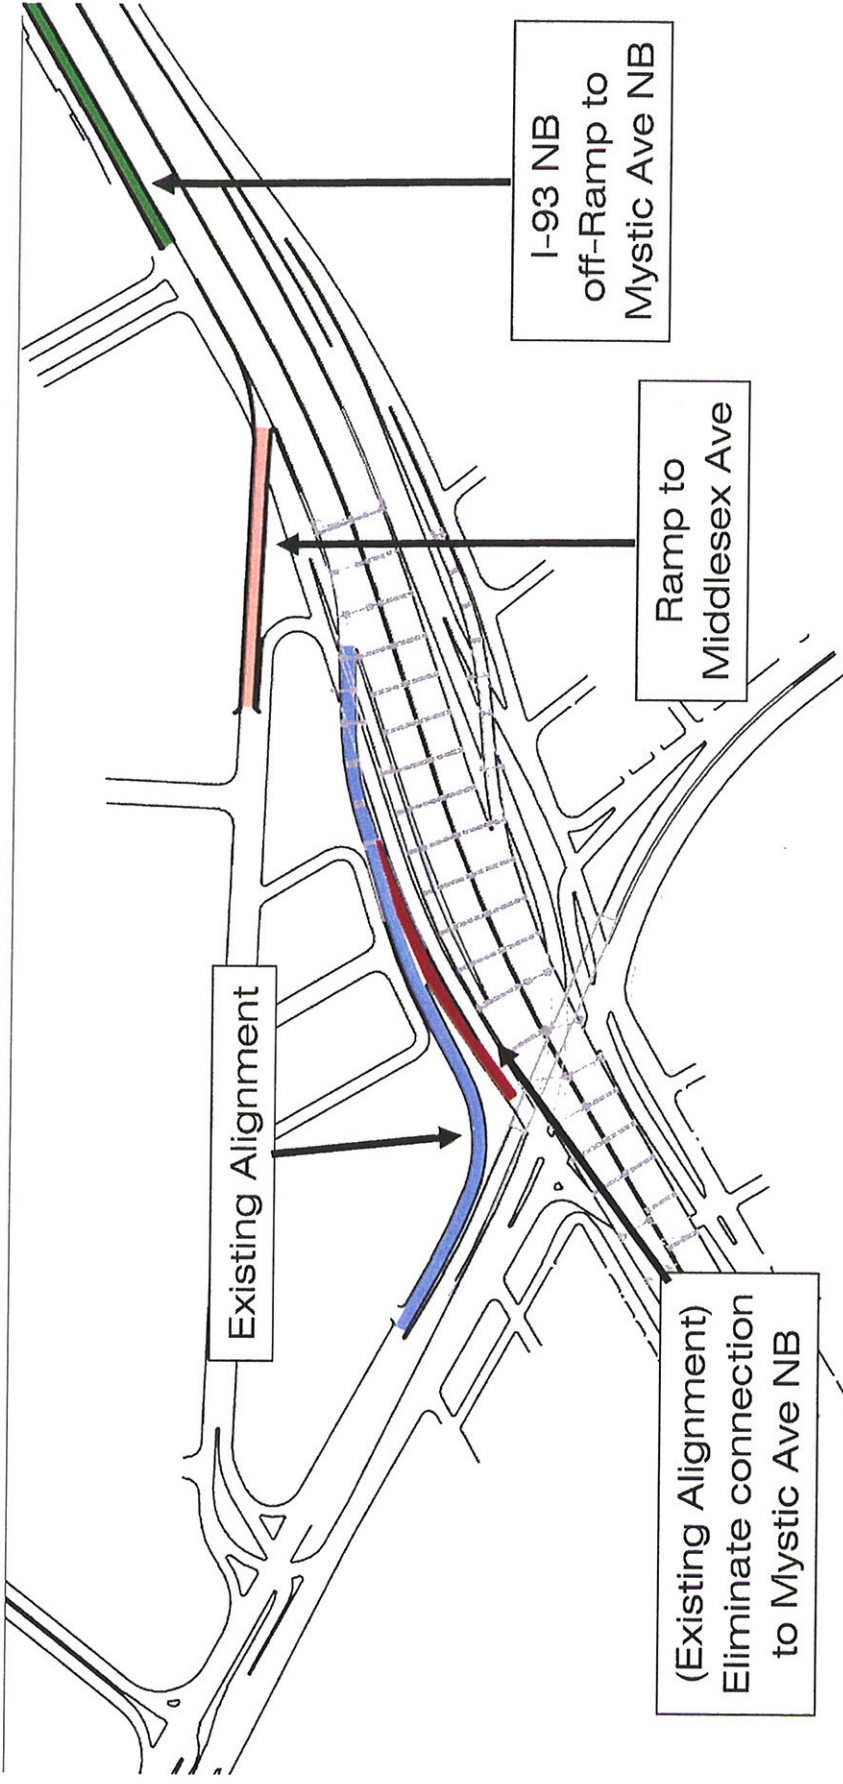 Existing Alignment
(Existing Alignment)
Eliminate connection
to Mystic Ave NB
Ramp to
Middlesex Ave
I-93 NB
off-Ramp to
Mystic Ave NB